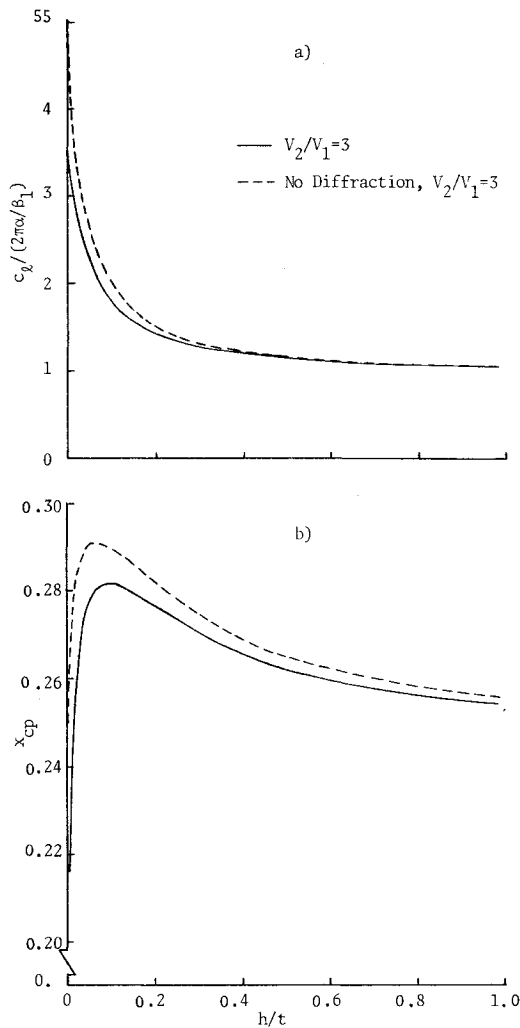 55
a)
4
V₂/V₁=3
No Diffraction, V₂/V₁=3
3
c_ℓ/(2πα/β₁)
2
1
0
0.30
b)
0.28
0.26
x_cp
0.24
0.22
0.20
0.
0 0.2 0.4 0.6 0.8 1.0
h/t